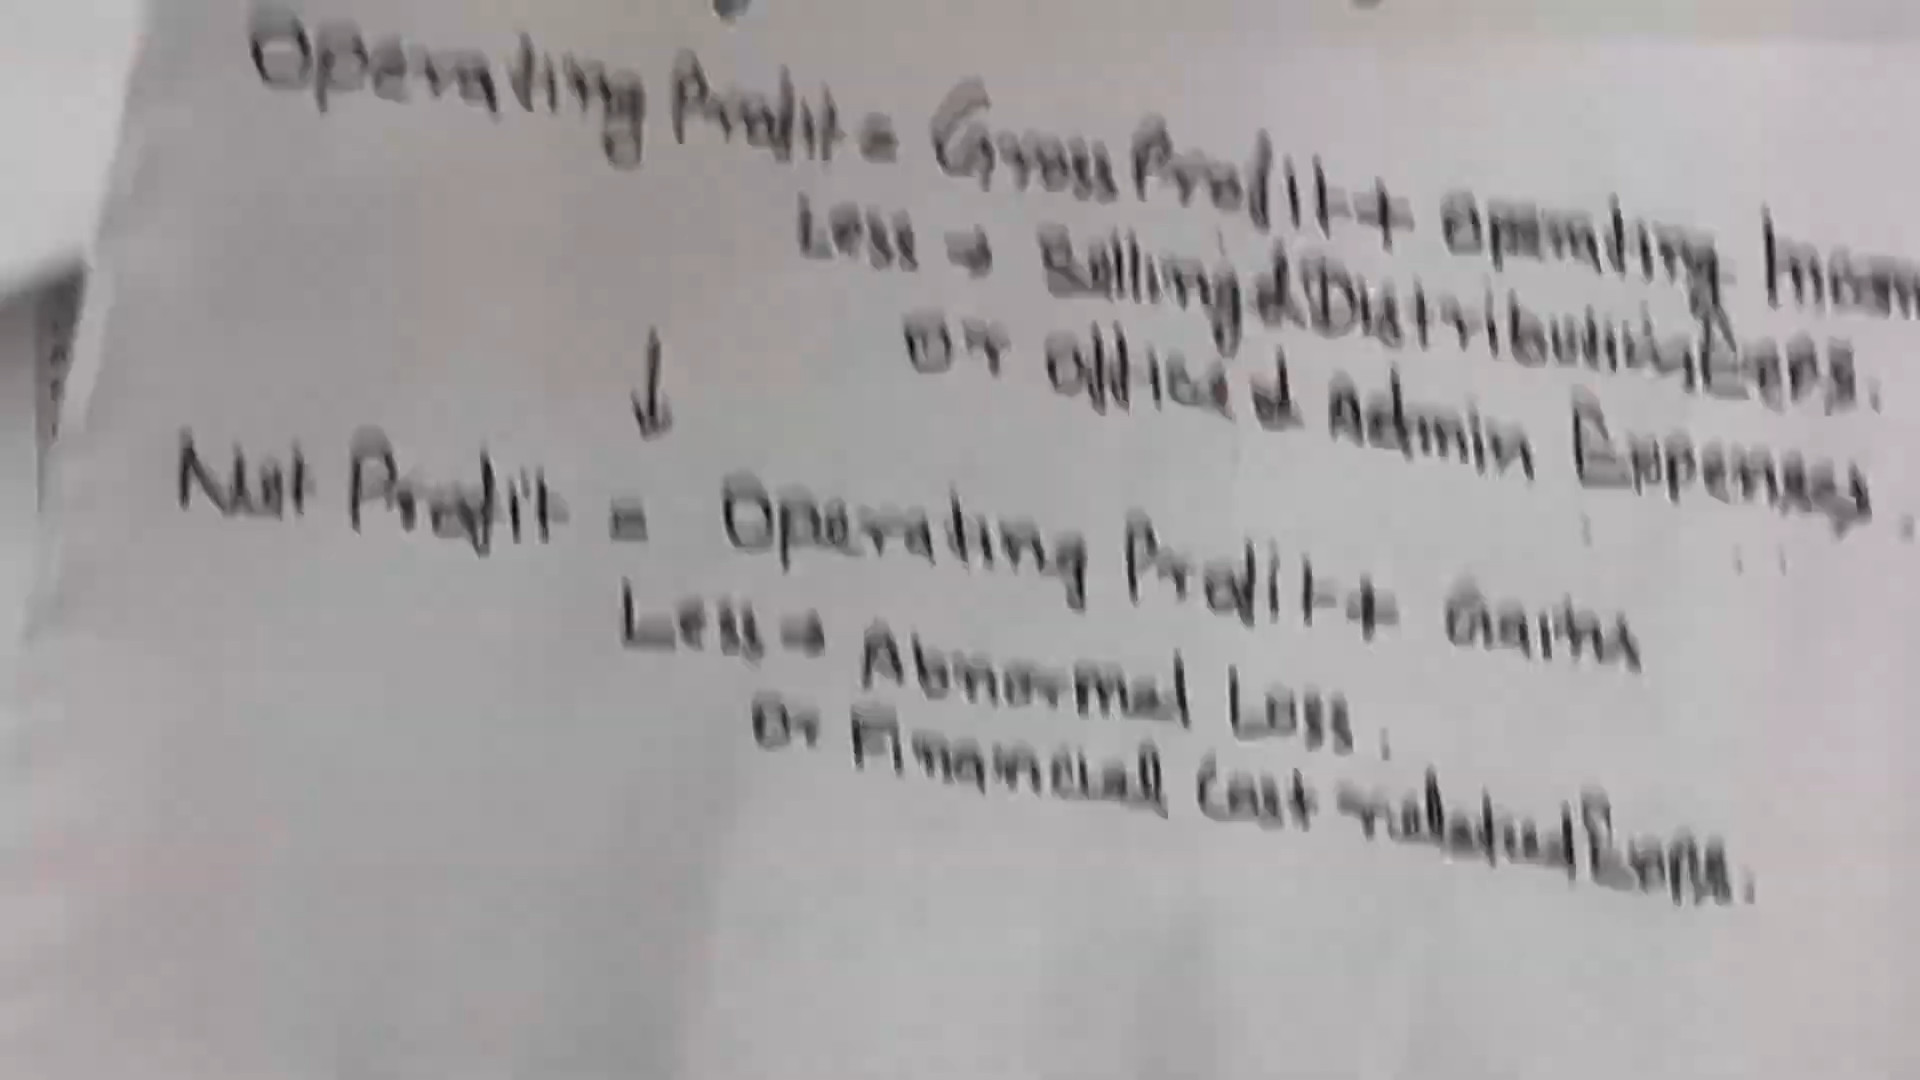 Operating Profit = Gross Profit + Operating
Less → Selling & Distribution Exps.
Or Office & Admin Expenses.
↓
Net Profit = Operating Profit + Gains
Less → Abnormal Loss.
Or Financial Cost related Exps.